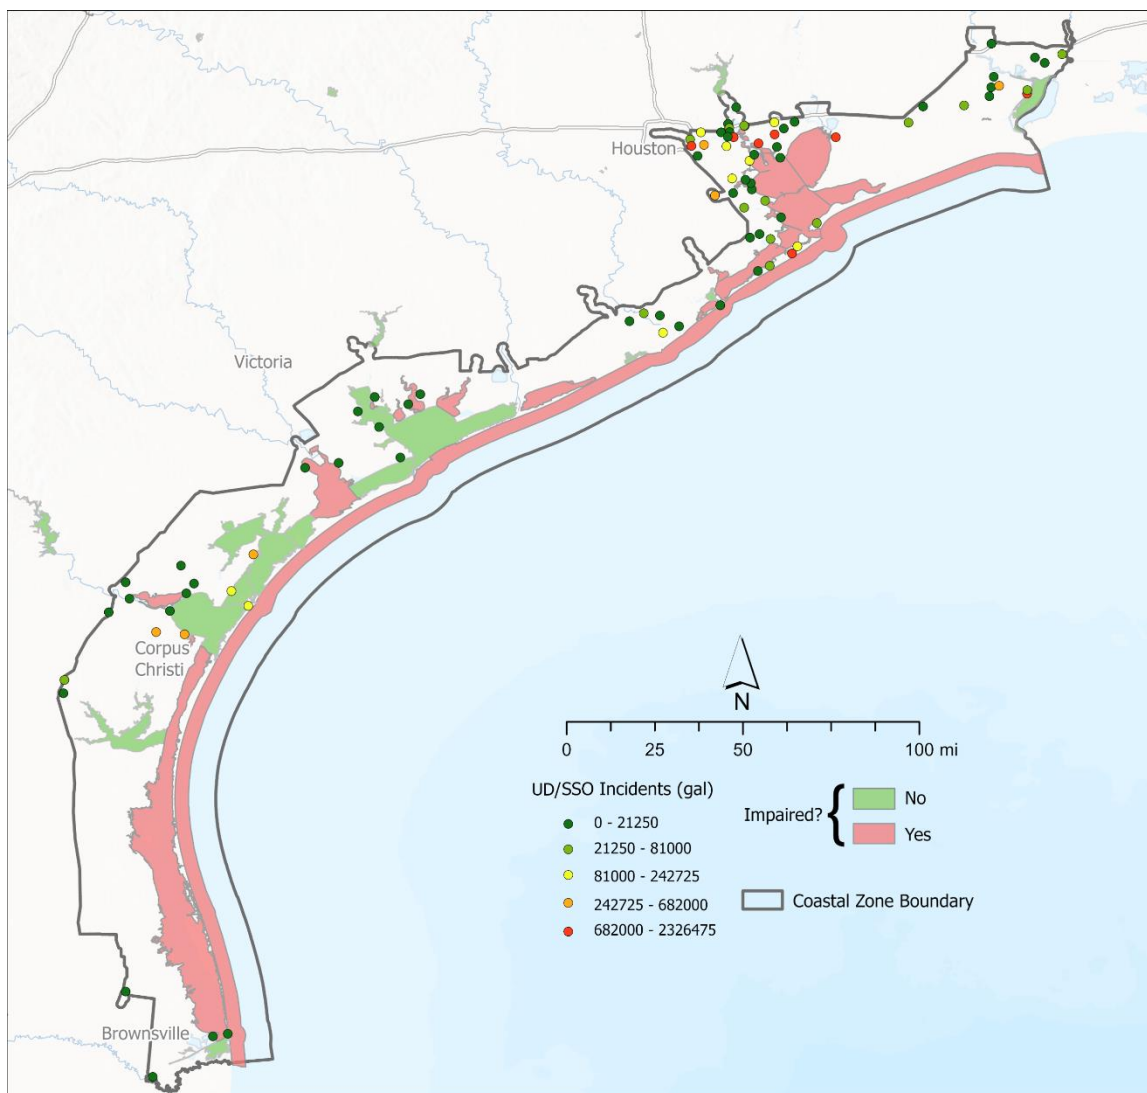 Houston
Victoria
Corpus
Christi
N
0 25 50 100 mi
UD/SSO Incidents (gal)
0 - 21250
21250 - 81000
81000 - 242725
242725 - 682000
682000 - 2326475
Impaired? {
No
Yes
Coastal Zone Boundary
Brownsville